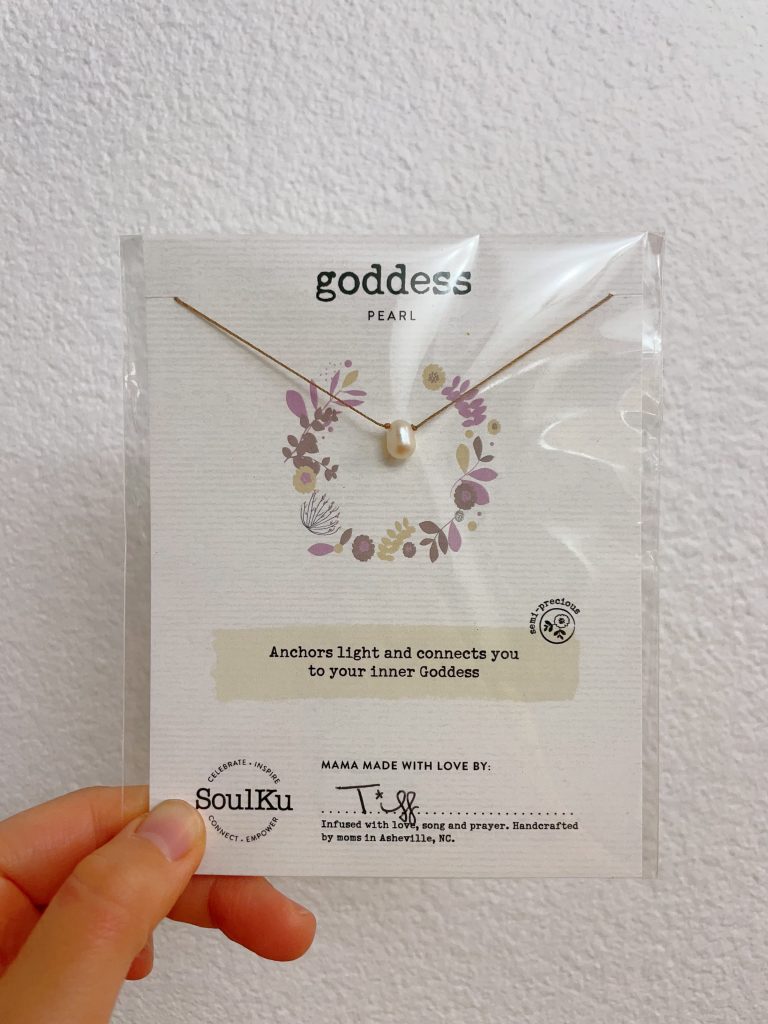 goddess
PEARL
semi-precious
Anchors light and connects you
to your inner Goddess
CELEBRATE • INSPIRE
SoulKu
CONNECT • EMPOWER
MAMA MADE WITH LOVE BY:
Tiff
Infused with love, song and prayer. Handcrafted
by moms in Asheville, NC.